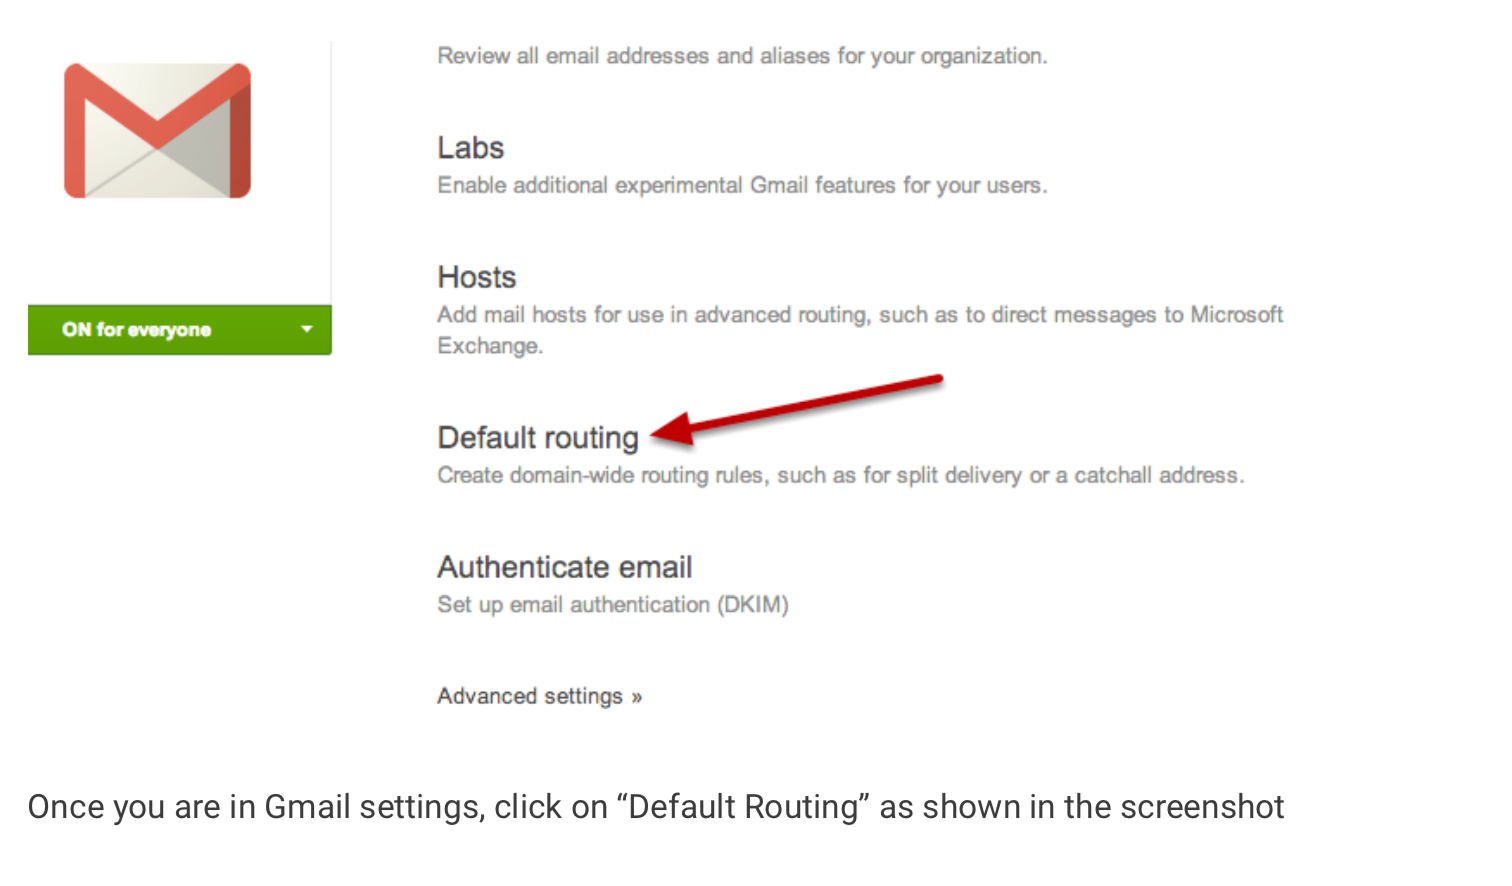 Review all email addresses and aliases for your organization.
Labs
Enable additional experimental Gmail features for your users.
Hosts
Add mail hosts for use in advanced routing, such as to direct messages to Microsoft
Exchange.
ON for everyone
Default routing
Create domain-wide routing rules, such as for split delivery or a catchall address.
Authenticate email
Set up email authentication (DKIM)
Advanced settings »
Once you are in Gmail settings, click on “Default Routing” as shown in the screenshot